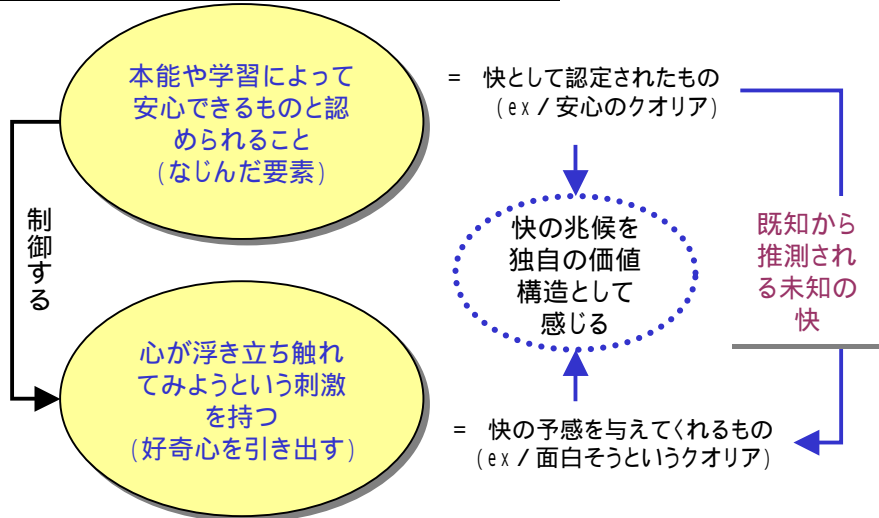 本能や学習によって
安心できるものと認
められること
(なじんだ要素)
= 快として認定されたもの
(ex/安心のクオリア)
制御する
快の兆候を
独自の価値
構造として
感じる
既知から
推測され
る未知の
快
心が浮き立ち触れ
てみようという刺激
を持つ
(好奇心を引き出す)
= 快の予感を与えてくれるもの
(ex/面白そうというクオリア)